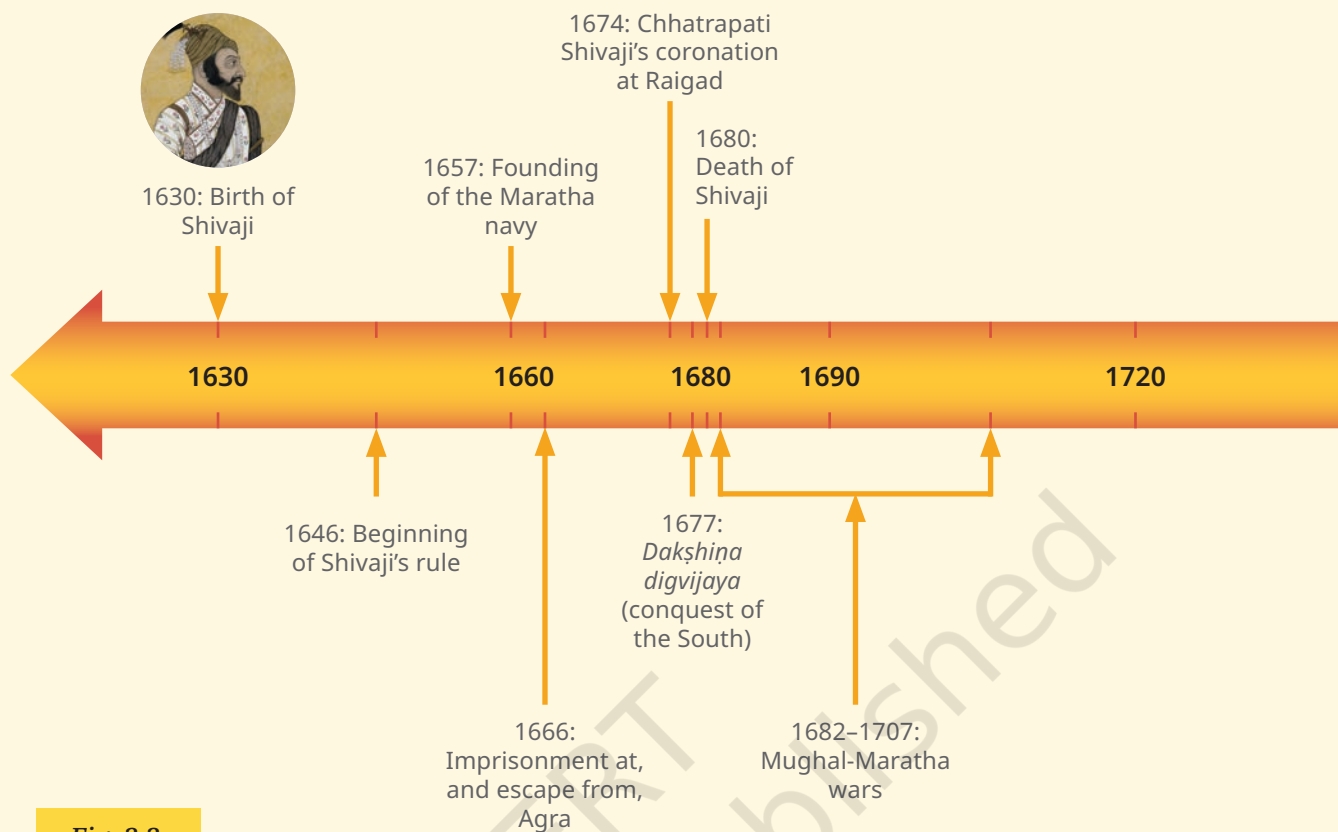 1674: Chhatrapati
Shivaji’s coronation
at Raigad
1680:
Death of
Shivaji
1657: Founding
of the Maratha
navy
1630: Birth of
Shivaji
1630
1660
1680
1690
1720
1646: Beginning
of Shivaji’s rule
1677:
Dakṣhiṇa
digvijaya
(conquest of
the South)
1666:
Imprisonment at,
and escape from,
Agra
1682–1707:
Mughal-Maratha
wars